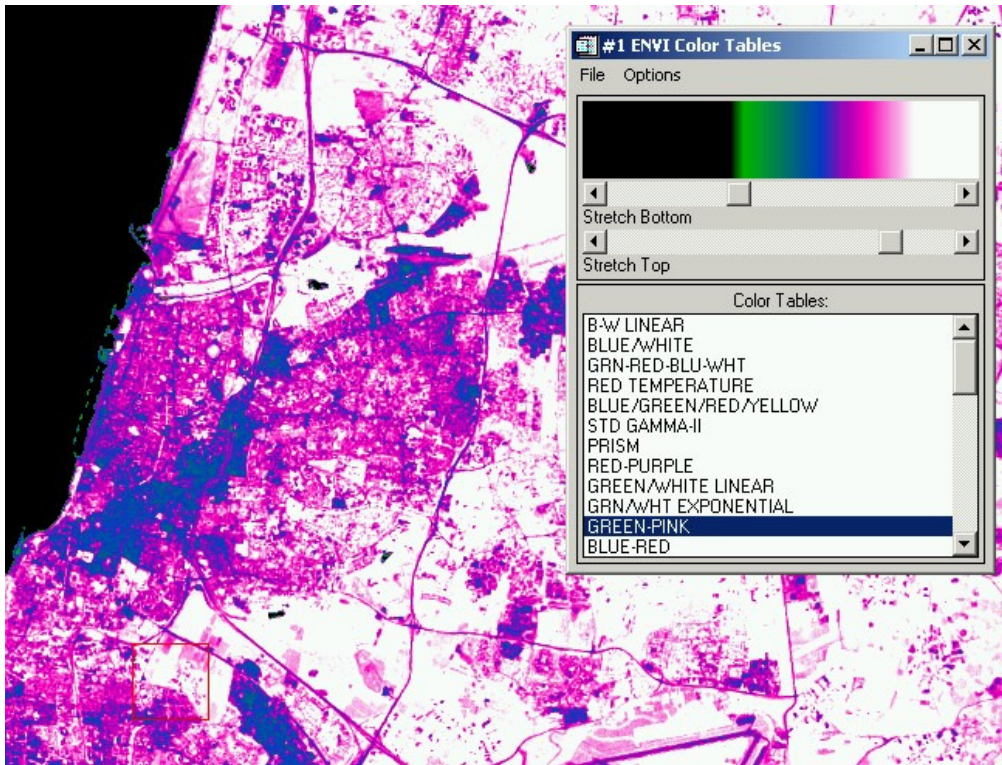 #1 ENVI Color Tables
File Options
Stretch Bottom
Stretch Top
Color Tables:
B-W LINEAR
BLUE/WHITE
GRN-RED-BLU-WHT
RED TEMPERATURE
BLUE/GREEN/RED/YELLOW
STD GAMMA-II
PRISM
RED-PURPLE
GREEN/WHITE LINEAR
GRN/WHT EXPONENTIAL
GREEN-PINK
BLUE-RED